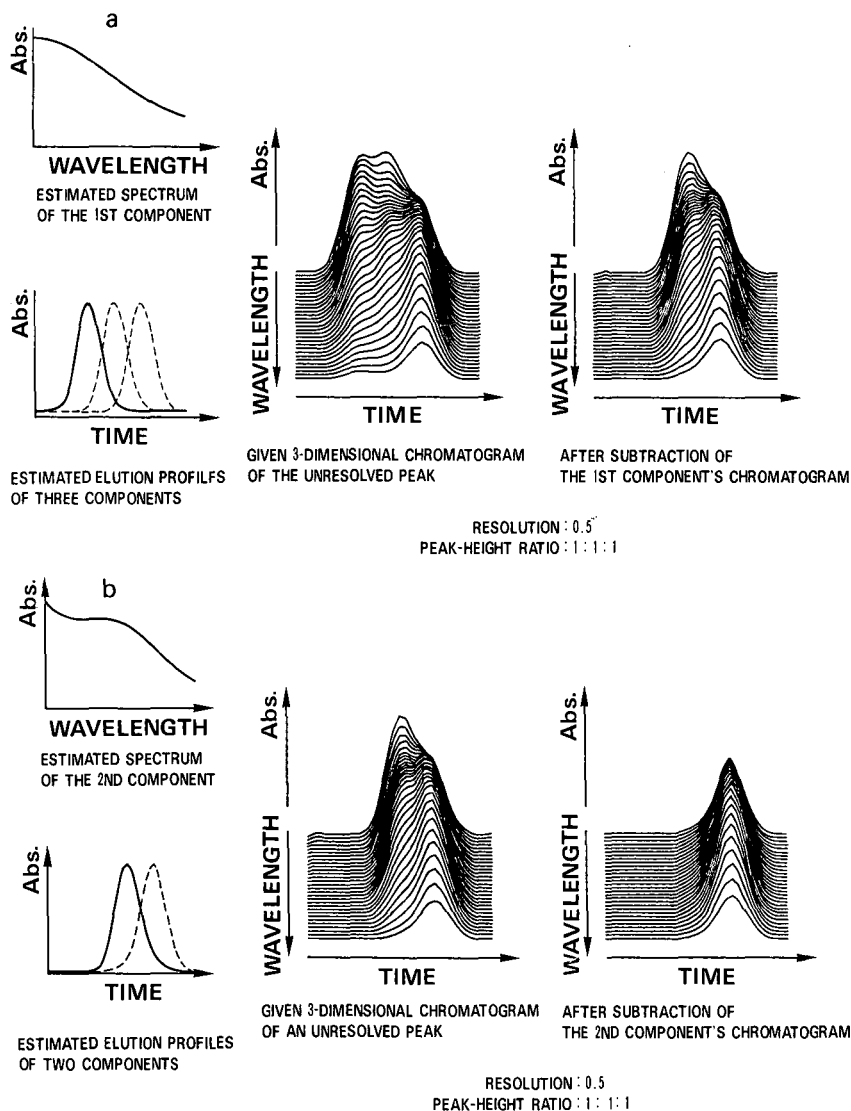 a
Abs.
WAVELENGTH
ESTIMATED SPECTRUM
OF THE 1ST COMPONENT
Abs.
TIME
ESTIMATED ELUTION PROFILFS
OF THREE COMPONENTS
Abs.
WAVELENGTH
TIME
GIVEN 3-DIMENSIONAL CHROMATOGRAM
OF THE UNRESOLVED PEAK
Abs.
WAVELENGTH
TIME
AFTER SUBTRACTION OF
THE 1ST COMPONENT'S CHROMATOGRAM
RESOLUTION : 0.5
PEAK-HEIGHT RATIO : 1 : 1 : 1
b
Abs.
WAVELENGTH
ESTIMATED SPECTRUM
OF THE 2ND COMPONENT
Abs.
TIME
ESTIMATED ELUTION PROFILES
OF TWO COMPONENTS
Abs.
WAVELENGTH
TIME
GIVEN 3-DIMENSIONAL CHROMATOGRAM
OF AN UNRESOLVED PEAK
Abs.
WAVELENGTH
TIME
AFTER SUBTRACTION OF
THE 2ND COMPONENT'S CHROMATOGRAM
RESOLUTION : 0.5
PEAK-HEIGHT RATIO : 1 : 1 : 1